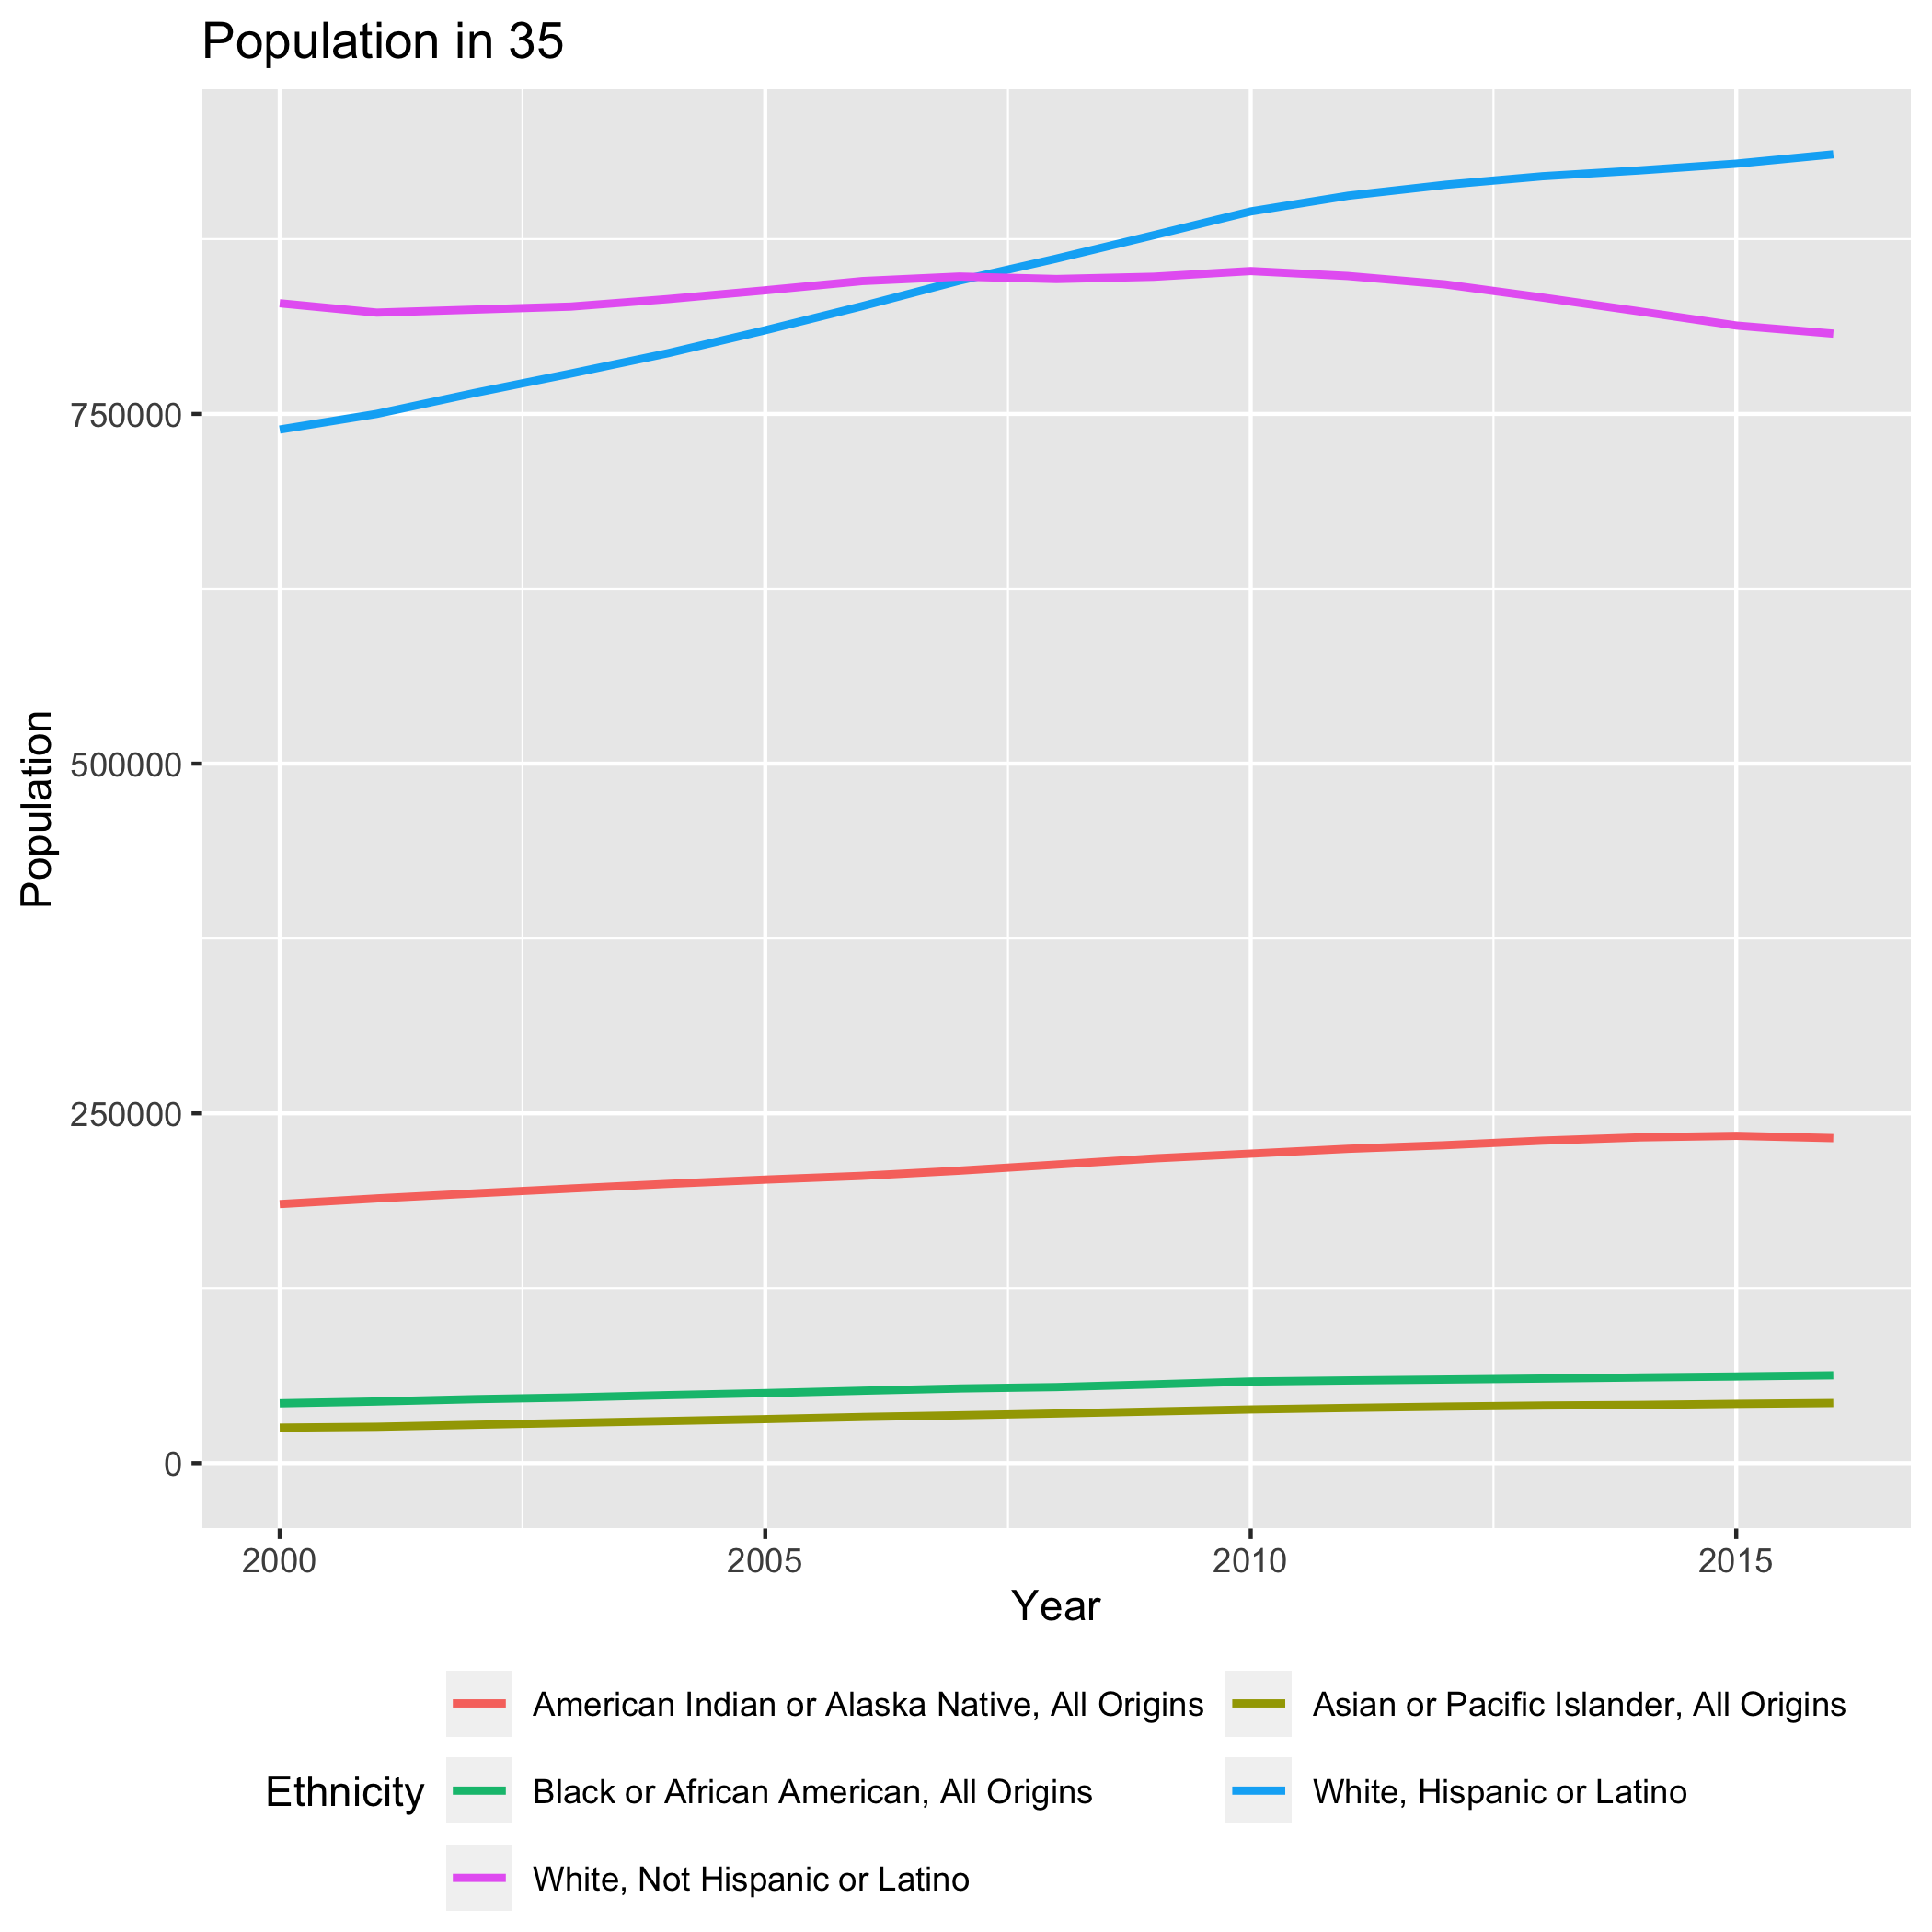 Population in 35
Population
750000
500000
250000
0
2000 2005 2010 2015
Year
Ethnicity
American Indian or Alaska Native, All Origins
Asian or Pacific Islander, All Origins
Black or African American, All Origins
White, Hispanic or Latino
White, Not Hispanic or Latino